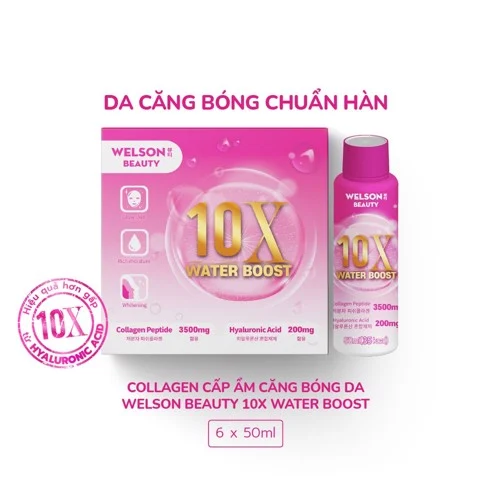 DA CĂNG BÓNG CHUẨN HÀN
WELSON
BEAUTY
10X
WATER BOOST
Whitening
Collagen Peptide 3500mg
Hyaluronic Acid 200mg
WELSON
BEAUTY
10X
WATER BOOST
Collagen Peptide 3500mg
Hyaluronic Acid 200mg
Hiệu quả hơn gấp
10X
từ HYALURONIC ACID
COLLAGEN CẤP ẨM CĂNG BÓNG DA
WELSON BEAUTY 10X WATER BOOST
6 x 50ml